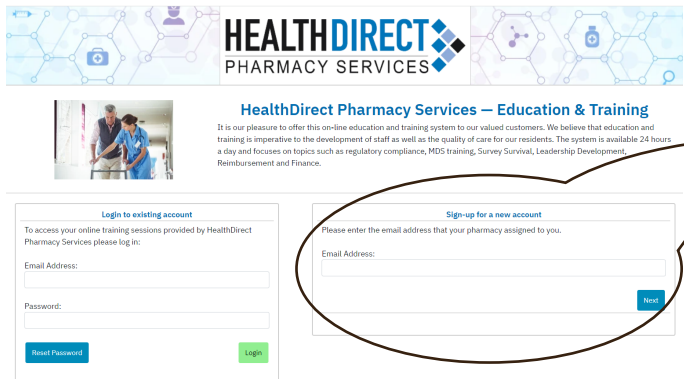 HEALTHDIRECT
PHARMACY SERVICES
HealthDirect Pharmacy Services — Education & Training
It is our pleasure to offer this on-line education and training system to our valued customers. We believe that education and
training is imperative to the development of staff as well as the quality of care for our residents. The system is available 24 hours
a day and focuses on topics such as regulatory compliance, MDS training, Survey Survival, Leadership Development,
Reimbursement and Finance.
Login to existing account
To access your online training sessions provided by HealthDirect
Pharmacy Services please log in:
Email Address:
Password:
Reset Password
Login
Sign-up for a new account
Please enter the email address that your pharmacy assigned to you.
Email Address:
Next